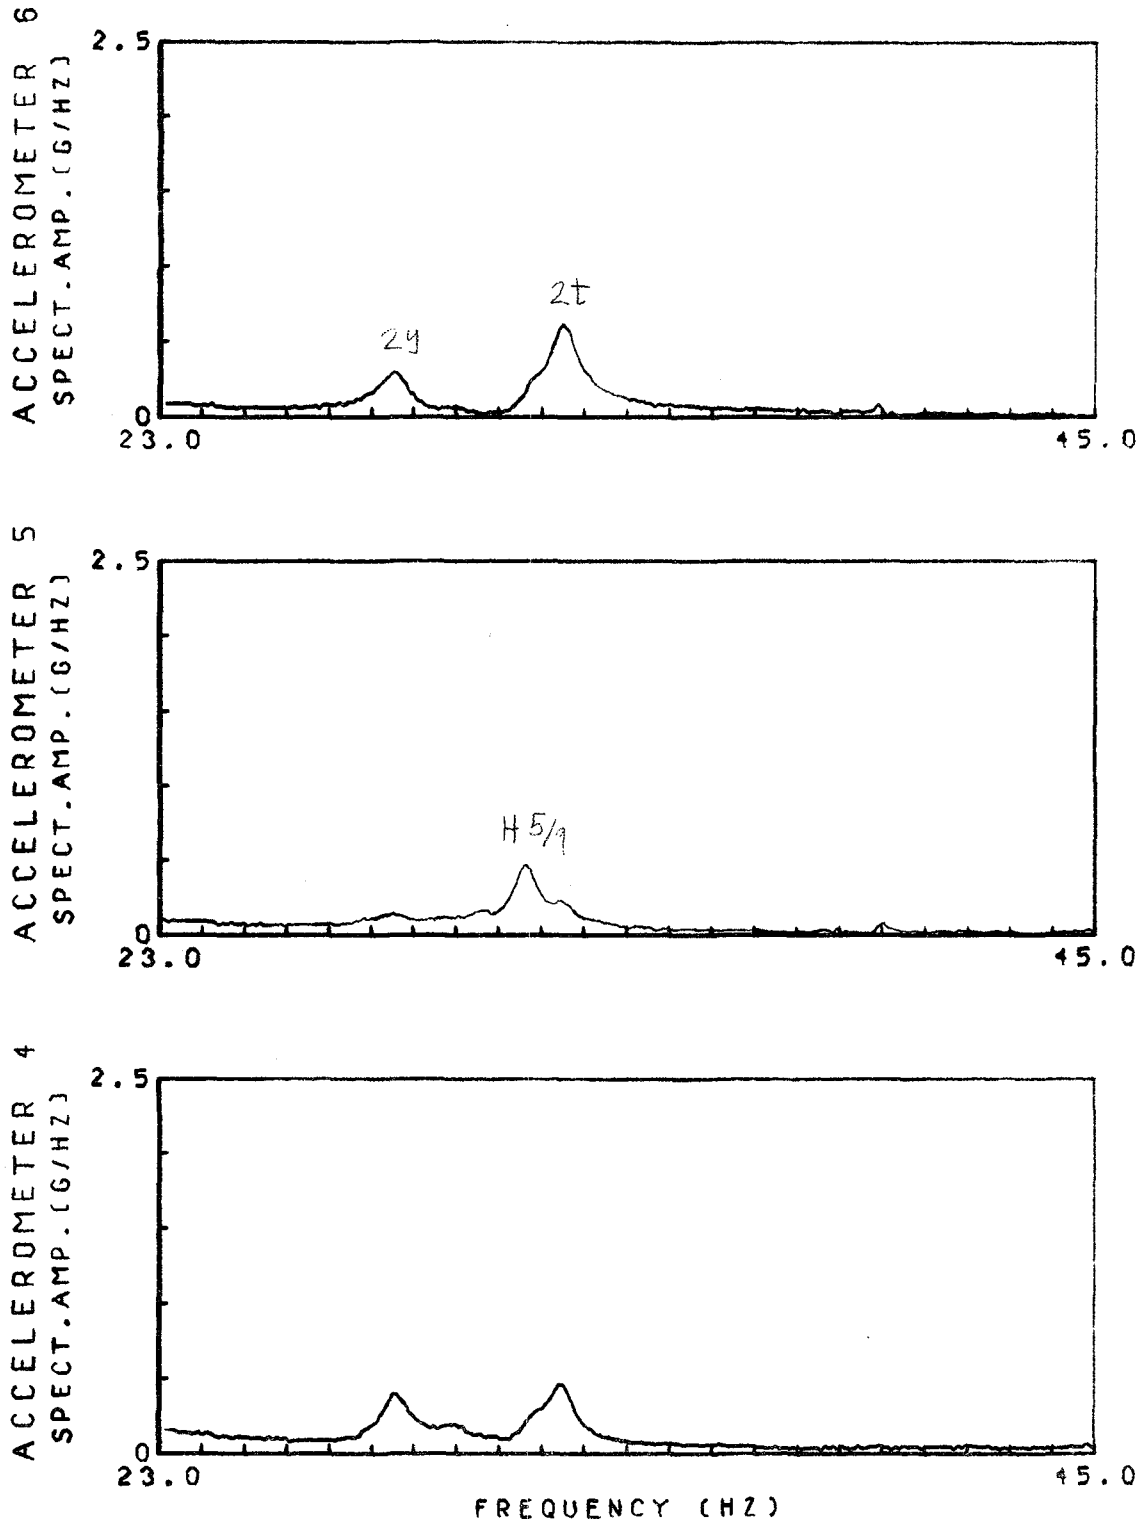 ACCELEROMETER 6
SPECT.AMP.(G/HZ)
2.5
2y
2t
0
23.0
45.0
ACCELEROMETER 5
SPECT.AMP.(G/HZ)
2.5
H 5/9
0
23.0
45.0
ACCELEROMETER 4
SPECT.AMP.(G/HZ)
2.5
0
23.0
45.0
FREQUENCY (HZ)